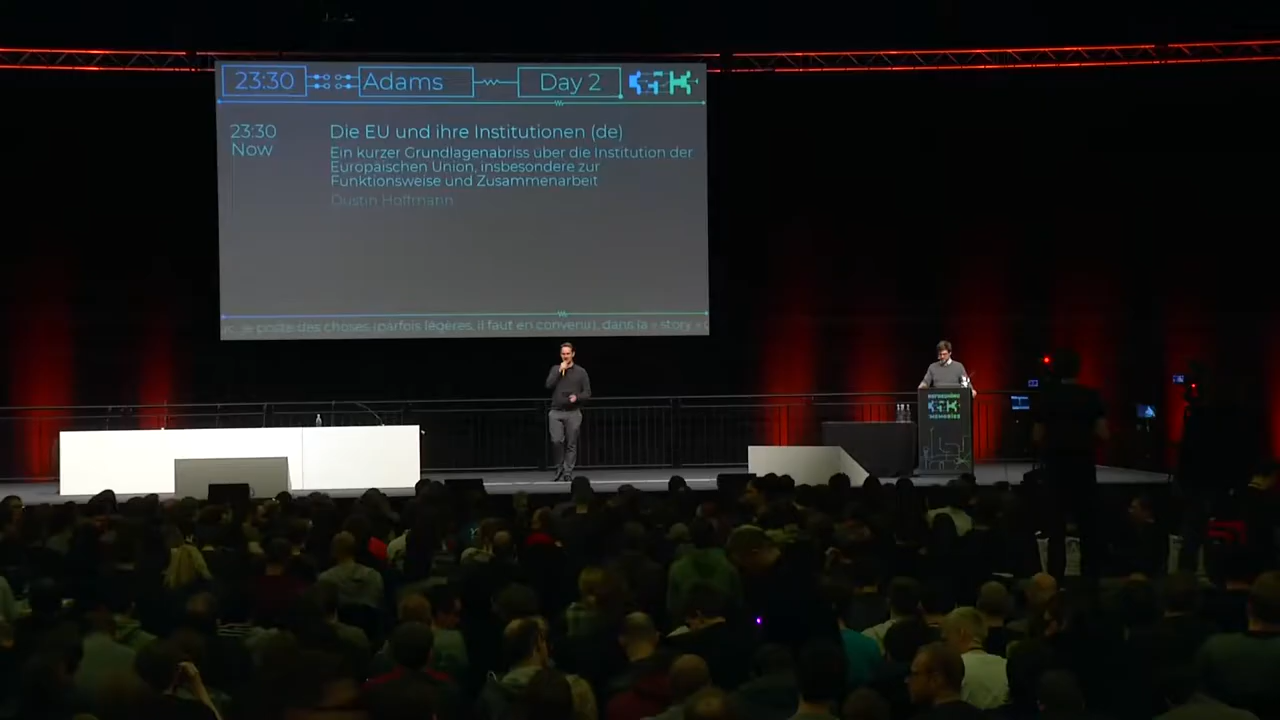 23:30
Adams
Day 2
23:30
Now
Die EU und ihre Institutionen (de)
Ein kurzer Grundlagenabriss über die Institution der
Europäischen Union, insbesondere zur
Funktionsweise und Zusammenarbeit
Dustin Hoffmann
je poste des choses (parfois légères, il faut en convenir), dans la « story »
MEMORIES